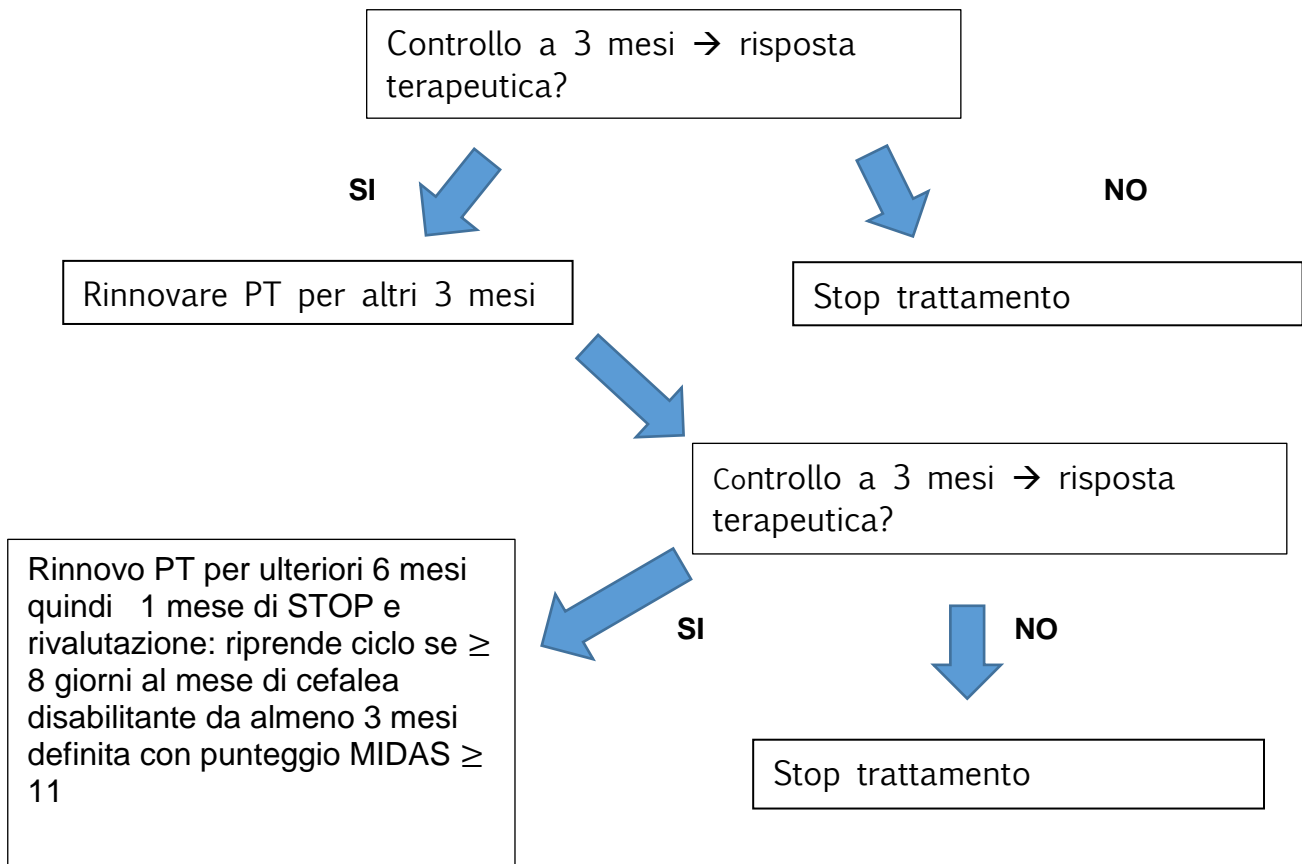 Controllo a 3 mesi → risposta
terapeutica?
SI
NO
Rinnovare PT per altri 3 mesi
Stop trattamento
Controllo a 3 mesi → risposta
terapeutica?
Rinnovo PT per ulteriori 6 mesi
quindi 1 mese di STOP e
rivalutazione: riprende ciclo se ≥
8 giorni al mese di cefalea
disabilitante da almeno 3 mesi
definita con punteggio MIDAS ≥
11
SI
NO
Stop trattamento